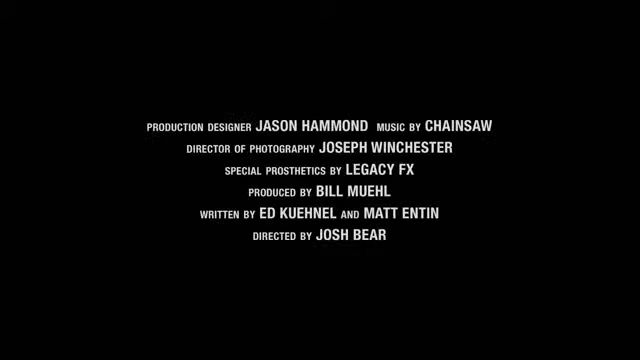 PRODUCTION DESIGNER JASON HAMMOND MUSIC BY CHAINSAW
DIRECTOR OF PHOTOGRAPHY JOSEPH WINCHESTER
SPECIAL PROSTHETICS BY LEGACY FX
PRODUCED BY BILL MUEHL
WRITTEN BY ED KUEHNEL AND MATT ENTIN
DIRECTED BY JOSH BEAR